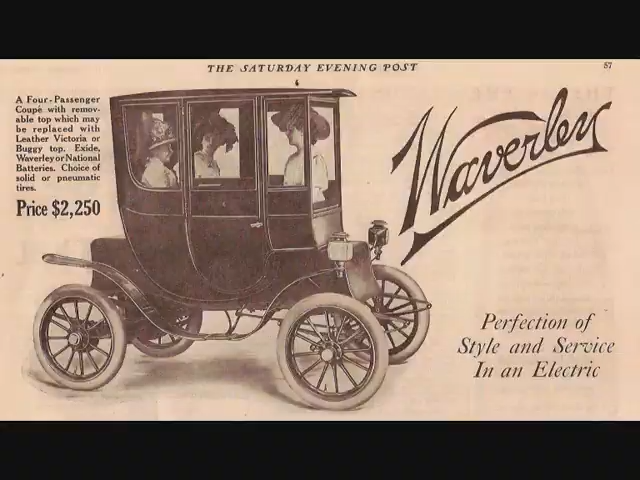 THE SATURDAY EVENING POST
57
A Four-Passenger
Coupé with remov-
able top which may
be replaced with
Leather Victoria or
Buggy top. Exide,
Waverley or National
Batteries. Choice of
solid or pneumatic
tires.
Price $2,250
Waverley
Perfection of
Style and Service
In an Electric